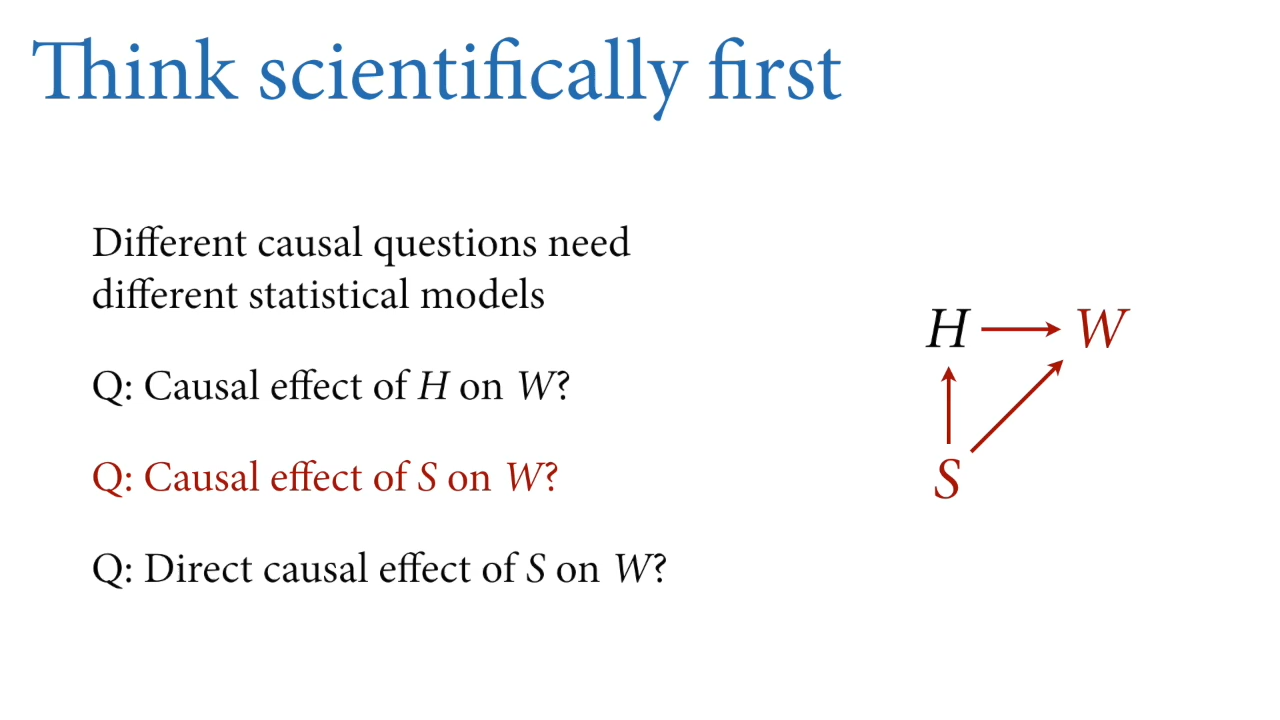 Think scientifically first
Different causal questions need
different statistical models
Q: Causal effect of H on W?
Q: Causal effect of S on W?
Q: Direct causal effect of S on W?
H W
S